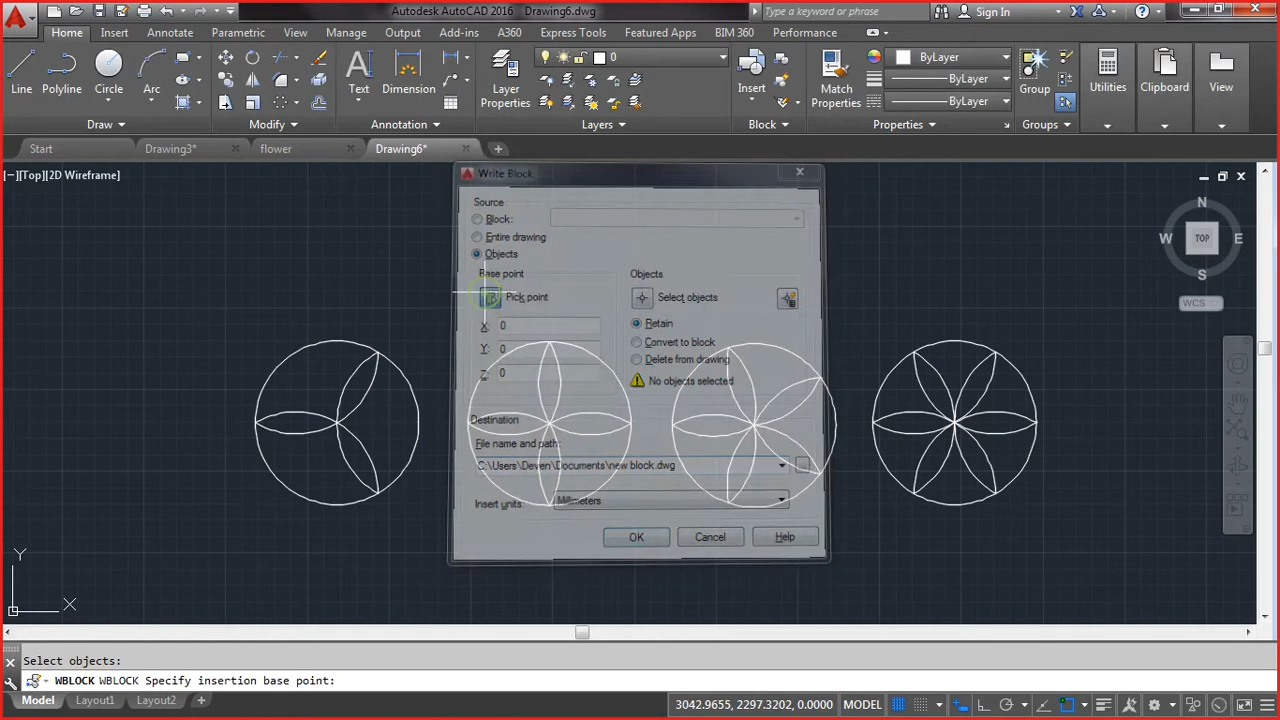 Autodesk AutoCAD 2016 Drawing6.dwg
Type a keyword or phrase
Sign In
Home Insert Annotate Parametric View Manage Output Add-ins A360 Express Tools Featured Apps BIM 360 Performance
Line Polyline Circle Arc
Text Dimension
Layer Properties
0
Insert
Match Properties
ByLayer
ByLayer
ByLayer
Group Utilities Clipboard View
Draw Modify Annotation Layers Block Properties Groups
Start Drawing3* flower Drawing6*
[−][Top][2D Wireframe]
Write Block
Source
Block:
Entire drawing
Objects
Base point
Pick point
X: 0
Y: 0
Z: 0
Objects
Select objects
Retain
Convert to block
Delete from drawing
No objects selected
Destination
File name and path:
C:\Users\Deven\Documents\new block.dwg
Insert units: Millimeters
OK Cancel Help
N
W TOP E
S
WCS
Y
X
Select objects:
WBLOCK WBLOCK Specify insertion base point:
Model Layout1 Layout2
3042.9655, 2297.3202, 0.0000 MODEL